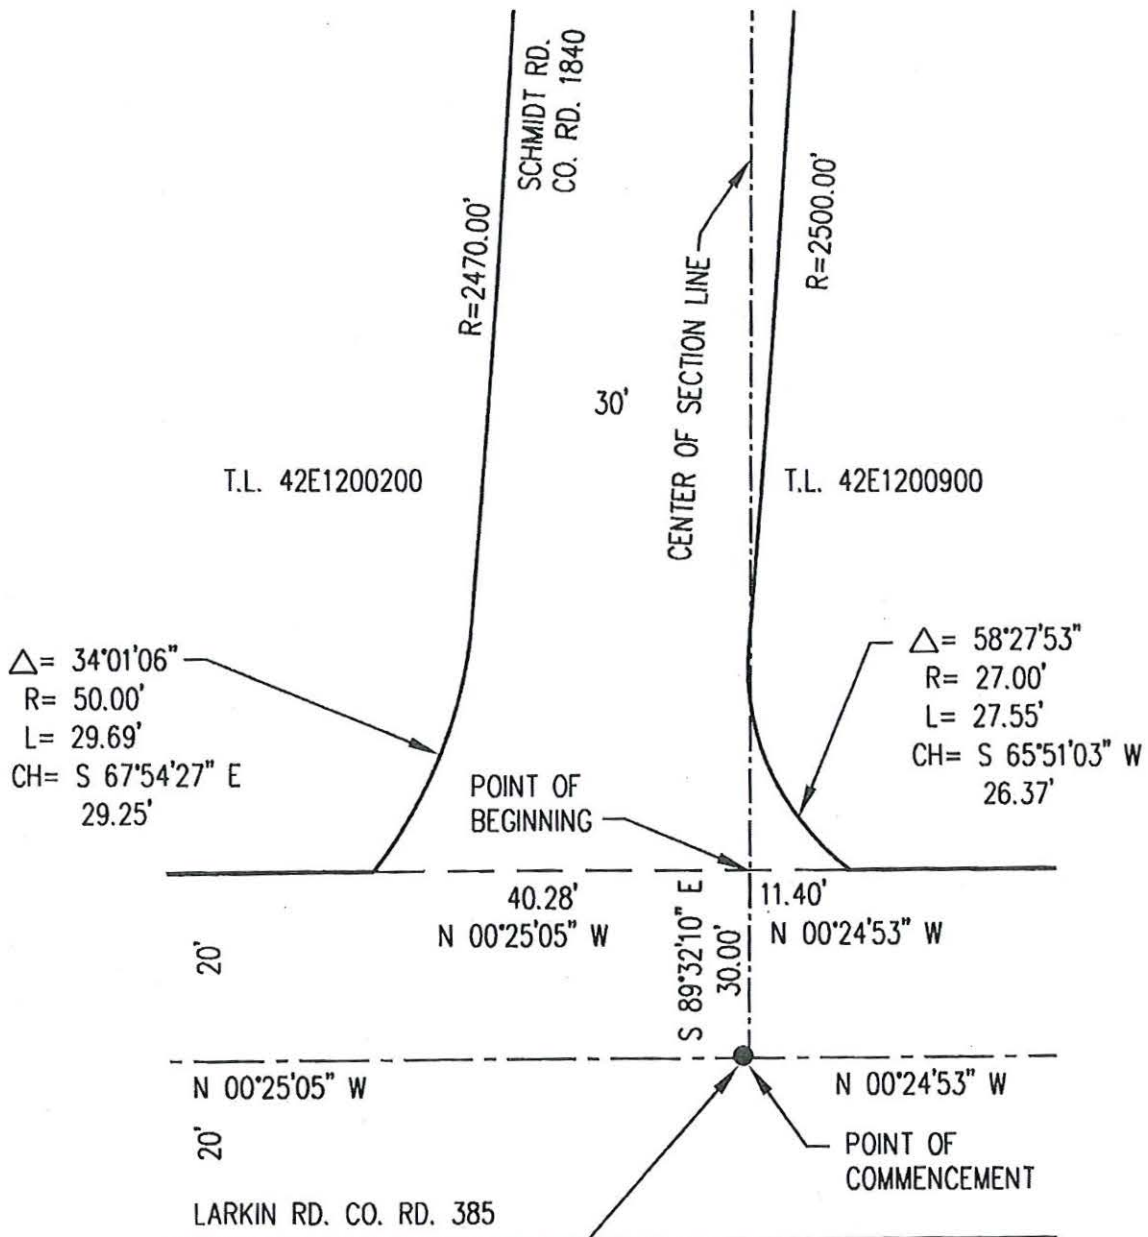 SCHMIDT RD.
CO. RD. 1840
R=2470.00'
CENTER OF SECTION LINE
R=2500.00'
30'
T.L. 42E1200200
T.L. 42E1200900
△= 34°01'06"
R= 50.00'
L= 29.69'
CH= S 67°54'27" E
29.25'
△= 58°27'53"
R= 27.00'
L= 27.55'
CH= S 65°51'03" W
26.37'
POINT OF
BEGINNING
40.28'
N 00°25'05" W
S 89°32'10" E
30.00'
11.40'
N 00°24'53" W
20'
N 00°25'05" W
N 00°24'53" W
20'
POINT OF
COMMENCEMENT
LARKIN RD. CO. RD. 385